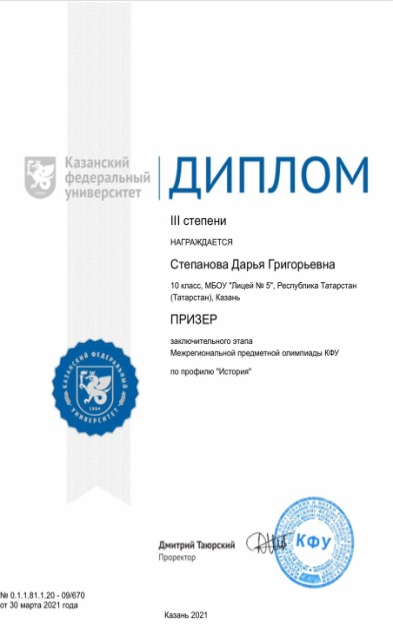 Казанский
федеральный
университет
ДИПЛОМ
III степени
НАГРАЖДАЕТСЯ
Степанова Дарья Григорьевна
10 класс, МБОУ "Лицей № 5", Республика Татарстан
(Татарстан), Казань
ПРИЗЕР
заключительного этапа
Межрегиональной предметной олимпиады КФУ
по профилю "История"
КАЗАНСКИЙ ФЕДЕРАЛЬНЫЙ
1804
УНИВЕРСИТЕТ
Дмитрий Таюрский
Проректор
КФУ
№ 0.1.1.81.1.20 - 09/670
от 30 марта 2021 года
Казань 2021